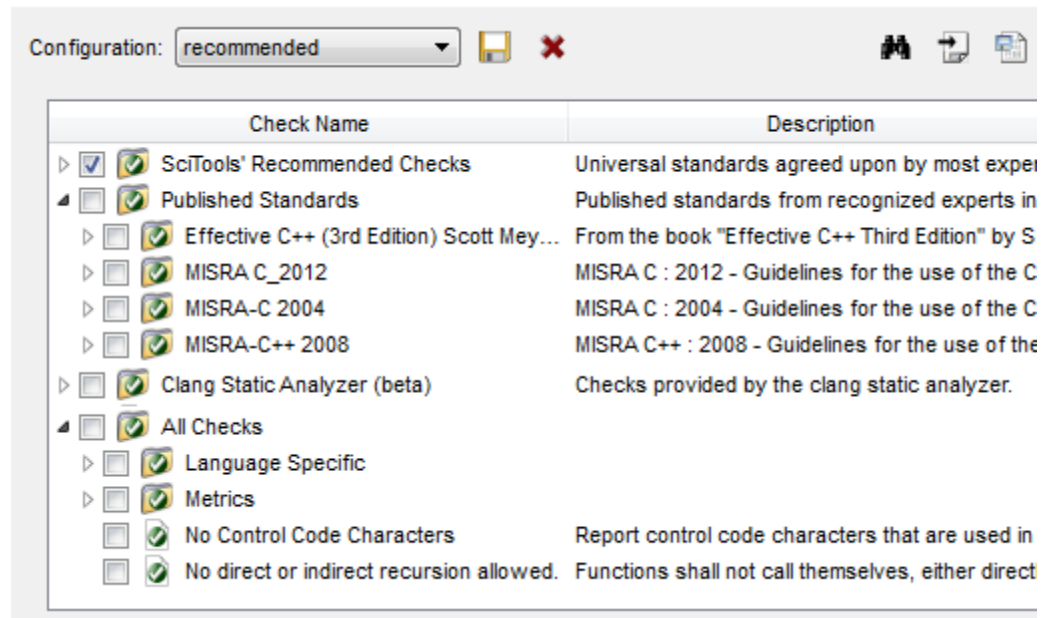 Configuration: recommended
Check Name Description
SciTools' Recommended Checks Universal standards agreed upon by most exper
Published Standards Published standards from recognized experts in
Effective C++ (3rd Edition) Scott Mey... From the book "Effective C++ Third Edition" by S
MISRA C_2012 MISRA C : 2012 - Guidelines for the use of the C
MISRA-C 2004 MISRA C : 2004 - Guidelines for the use of the C
MISRA-C++ 2008 MISRA C++ : 2008 - Guidelines for the use of the
Clang Static Analyzer (beta) Checks provided by the clang static analyzer.
All Checks
Language Specific
Metrics
No Control Code Characters Report control code characters that are used in
No direct or indirect recursion allowed. Functions shall not call themselves, either direct